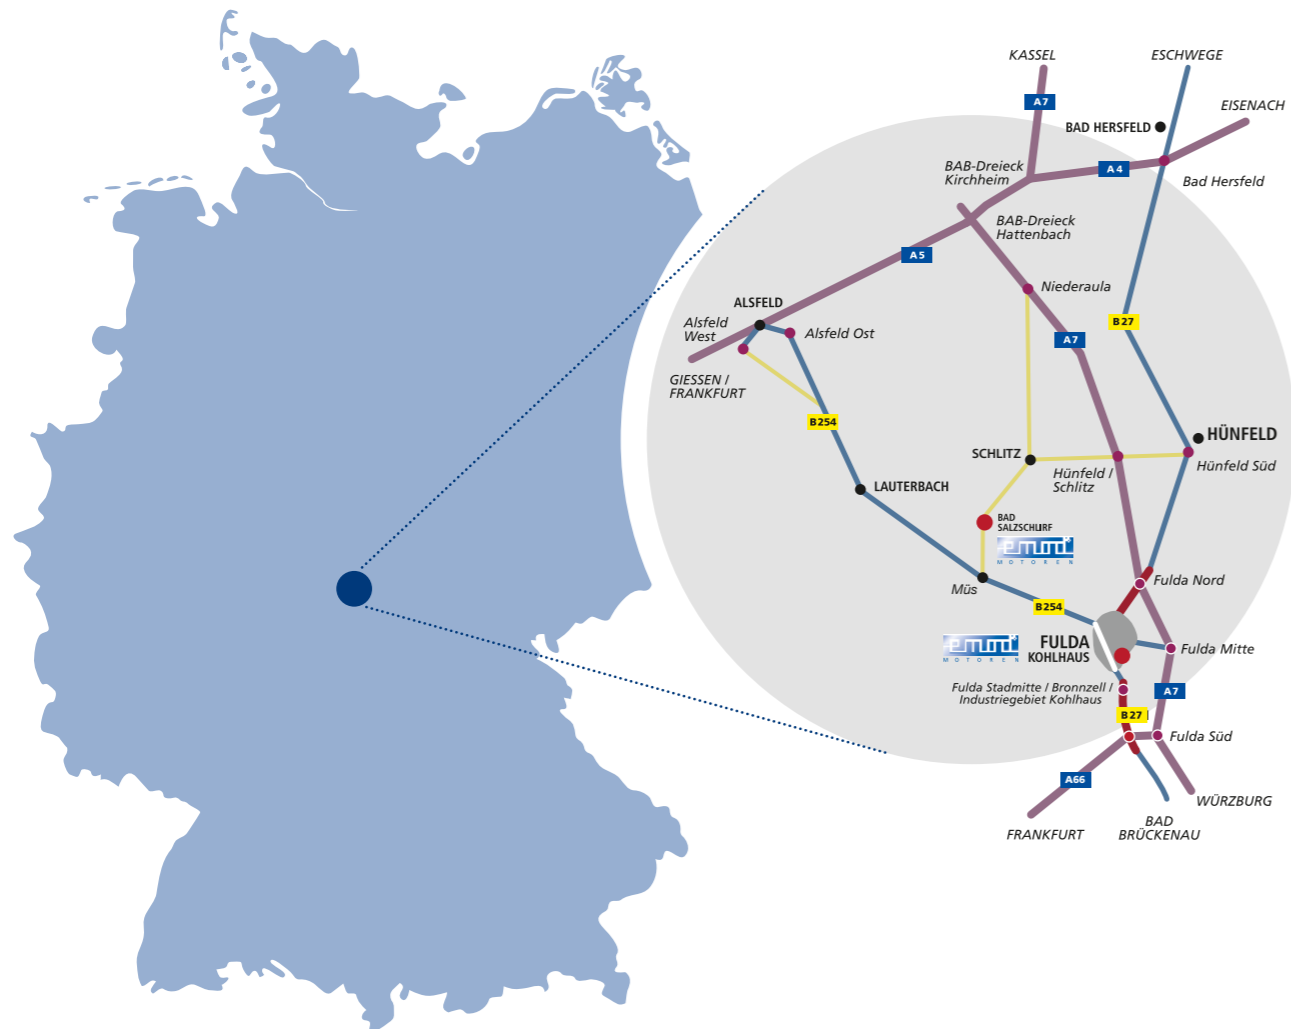 KASSEL
ESCHWEGE
A7
EISENACH
BAD HERSFELD
BAB-Dreieck
Kirchheim
A4
Bad Hersfeld
BAB-Dreieck
Hattenbach
A5
Niederaula
ALSFELD
Alsfeld
West
Alsfeld Ost
B27
A7
GIESSEN /
FRANKFURT
B254
HÜNFELD
SCHLITZ
Hünfeld /
Schlitz
Hünfeld Süd
LAUTERBACH
BAD
SALZSCHLIRF
emod
MOTOREN
Müs
Fulda Nord
B254
emod
MOTOREN
FULDA
KOHLHAUS
Fulda Mitte
Fulda Stadmitte / Bronnzell /
Industriegebiet Kohlhaus
A7
B27
Fulda Süd
A66
WÜRZBURG
FRANKFURT
BAD
BRÜCKENAU